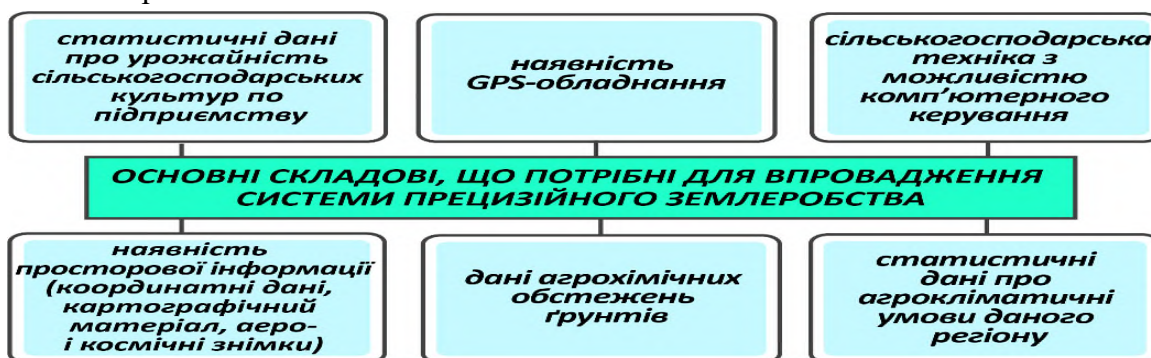 статистичні дані
про урожайність
сільськогосподарських
культур по
підприємству
наявність
GPS-обладнання
сільськогосподарська
техніка з
можливістю
комп’ютерного
керування
ОСНОВНІ СКЛАДОВІ, ЩО ПОТРІБНІ ДЛЯ ВПРОВАДЖЕННЯ
СИСТЕМИ ПРЕЦИЗІЙНОГО ЗЕМЛЕРОБСТВА
наявність
просторової інформації
(координатні дані,
картографічний
матеріал, аеро-
і космічні знімки)
дані агрохімічних
обстежень
ґрунтів
статистичні
дані про
агрокліматичні
умови даного
регіону